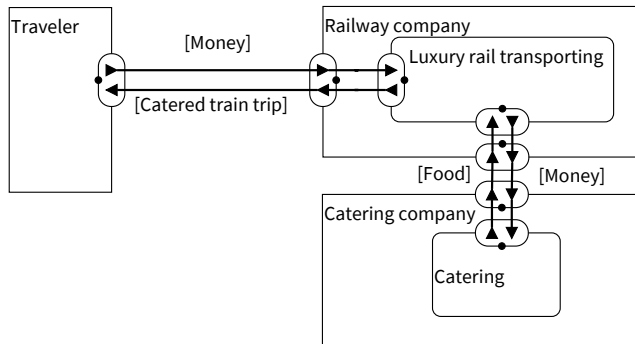 Traveler
Railway company
[Money]
Luxury rail transporting
[Catered train trip]
[Food]
[Money]
Catering company
Catering